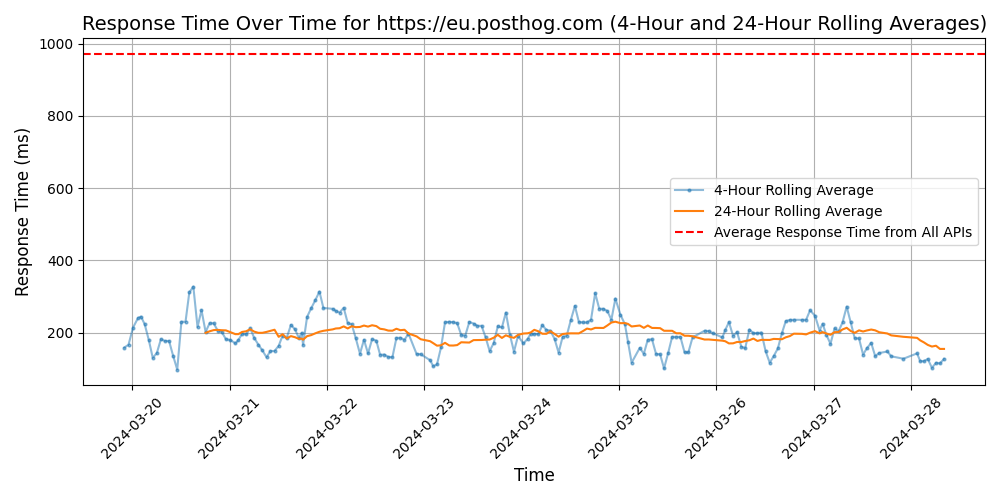 Response Time Over Time for https://eu.posthog.com (4-Hour and 24-Hour Rolling Averages)
1000
800
600
400
200
Response Time (ms)
4-Hour Rolling Average
24-Hour Rolling Average
Average Response Time from All APIs
2024-03-20
2024-03-21
2024-03-22
2024-03-23
2024-03-24
2024-03-25
2024-03-26
2024-03-27
2024-03-28
Time